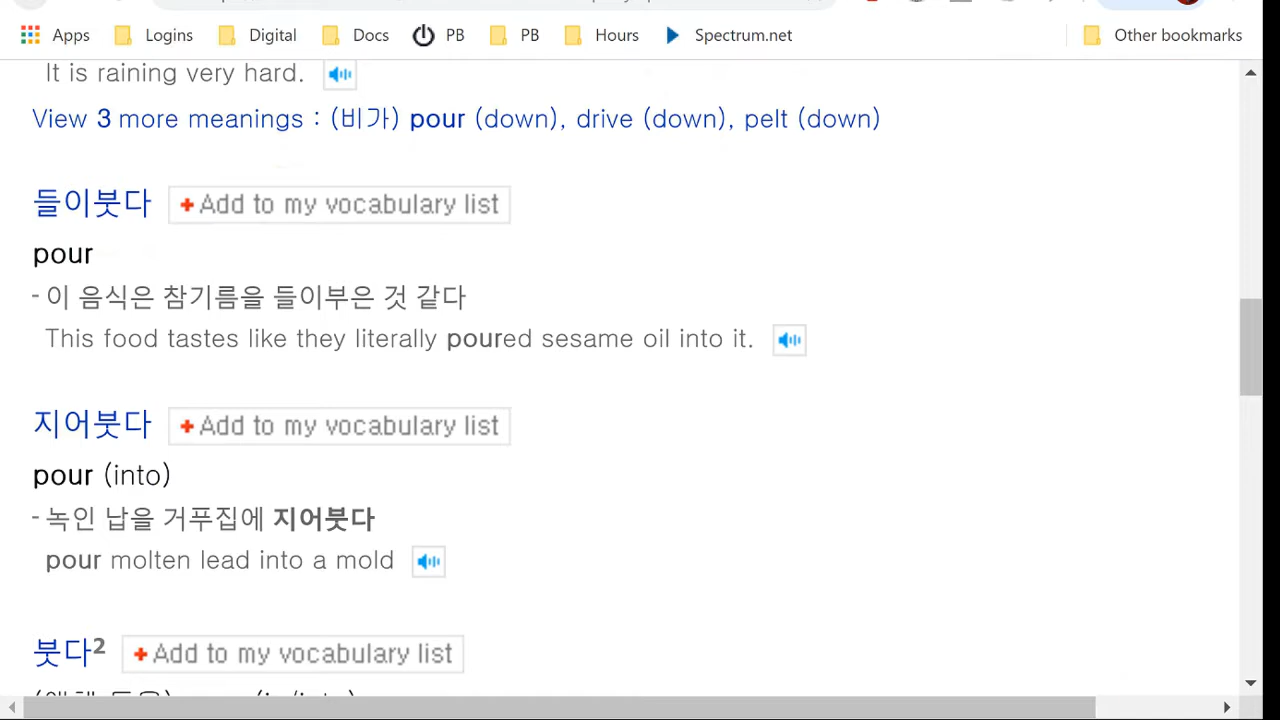 Apps Logins Digital Docs PB PB Hours Spectrum.net Other bookmarks
It is raining very hard.
View 3 more meanings : (비가) pour (down), drive (down), pelt (down)
들이붓다 + Add to my vocabulary list
pour
- 이 음식은 참기름을 들이부은 것 같다
This food tastes like they literally poured sesame oil into it.
지어붓다 + Add to my vocabulary list
pour (into)
- 녹인 납을 거푸집에 지어붓다
pour molten lead into a mold
붓다2 + Add to my vocabulary list